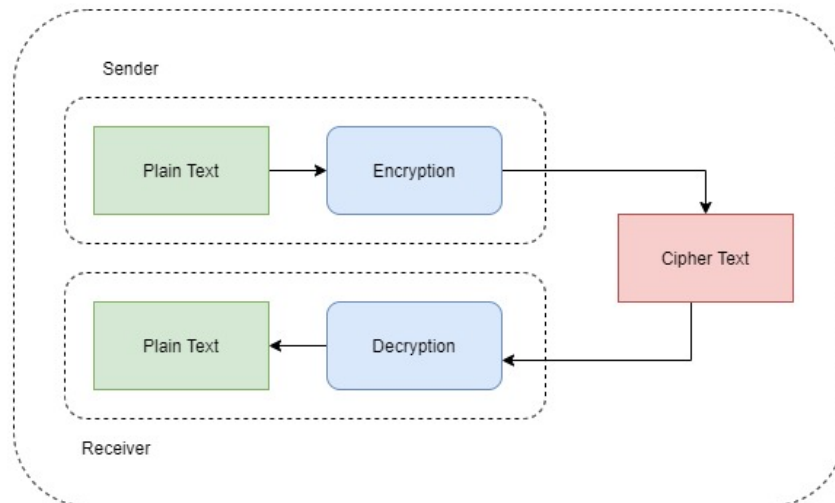 Sender
Plain Text
Encryption
Cipher Text
Plain Text
Decryption
Receiver